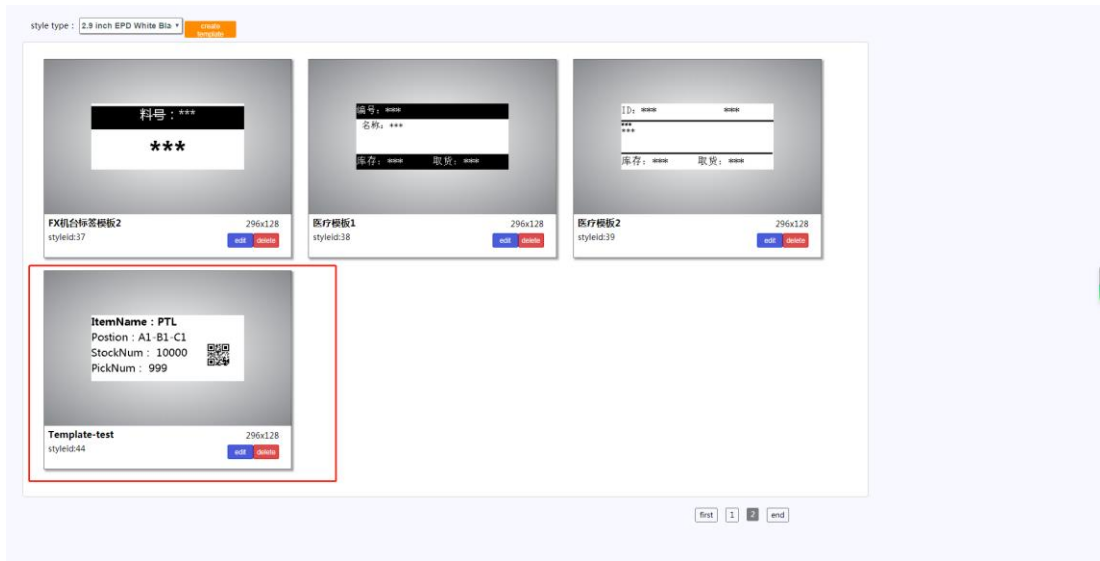 style type : 2.9 inch EPD White Bla
create template
料号：***
***
编号：***
名称：***
库存：*** 取货：***
ID：*** ***
***
***
库存：*** 取货：***
FX机台标签模板2 296x128
styleid:37 edit delete
医疗模板1 296x128
styleid:38 edit delete
医疗模板2 296x128
styleid:39 edit delete
ItemName : PTL
Postion : A1-B1-C1
StockNum : 10000
PickNum : 999
Template-test 296x128
styleid:44 edit delete
first 1 2 end